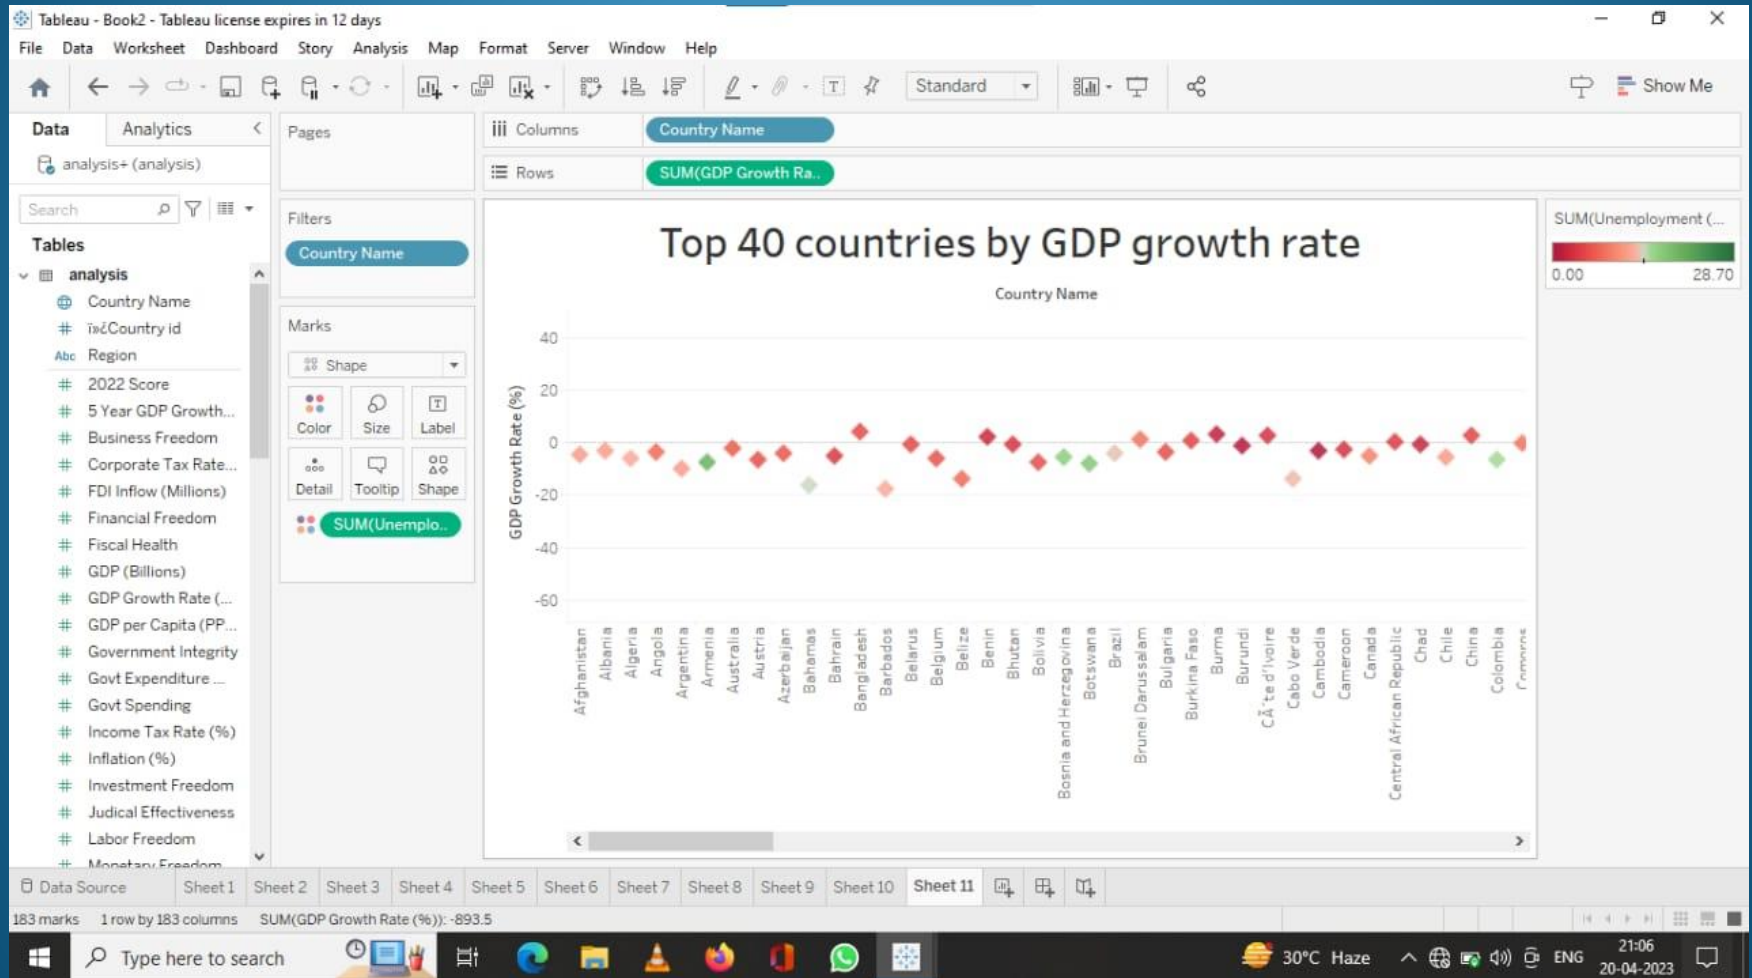 Tableau - Book2 - Tableau license expires in 12 days
File Data Worksheet Dashboard Story Analysis Map Format Server Window Help
Standard
Show Me
Data Analytics
analysis+ (analysis)
Search
Tables
analysis
Country Name
ï»¿Country id
Abc Region
2022 Score
5 Year GDP Growth...
Business Freedom
Corporate Tax Rate...
FDI Inflow (Millions)
Financial Freedom
Fiscal Health
GDP (Billions)
GDP Growth Rate (...
GDP per Capita (PP...
Government Integrity
Govt Expenditure ...
Govt Spending
Income Tax Rate (%)
Inflation (%)
Investment Freedom
Judical Effectiveness
Labor Freedom
Monetary Freedom
Pages
Filters
Country Name
Marks
Shape
Color Size Label
Detail Tooltip Shape
SUM(Unemplo..
Columns Country Name
Rows SUM(GDP Growth Ra..
Top 40 countries by GDP growth rate
Country Name
GDP Growth Rate (%)
40
20
0
-20
-40
-60
Afghanistan
Albania
Algeria
Angola
Argentina
Armenia
Australia
Austria
Azerbaijan
Bahamas
Bahrain
Bangladesh
Barbados
Belarus
Belgium
Belize
Benin
Bhutan
Bolivia
Bosnia and Herzegovina
Botswana
Brazil
Brunei Darussalam
Bulgaria
Burkina Faso
Burma
Burundi
CÃ´te d'Ivoire
Cabo Verde
Cambodia
Cameroon
Canada
Central African Republic
Chad
Chile
China
Colombia
SUM(Unemployment (...
0.00 28.70
Data Source Sheet 1 Sheet 2 Sheet 3 Sheet 4 Sheet 5 Sheet 6 Sheet 7 Sheet 8 Sheet 9 Sheet 10 Sheet 11
183 marks 1 row by 183 columns SUM(GDP Growth Rate (%)): -893.5
Type here to search
30°C Haze
ENG
21:06
20-04-2023